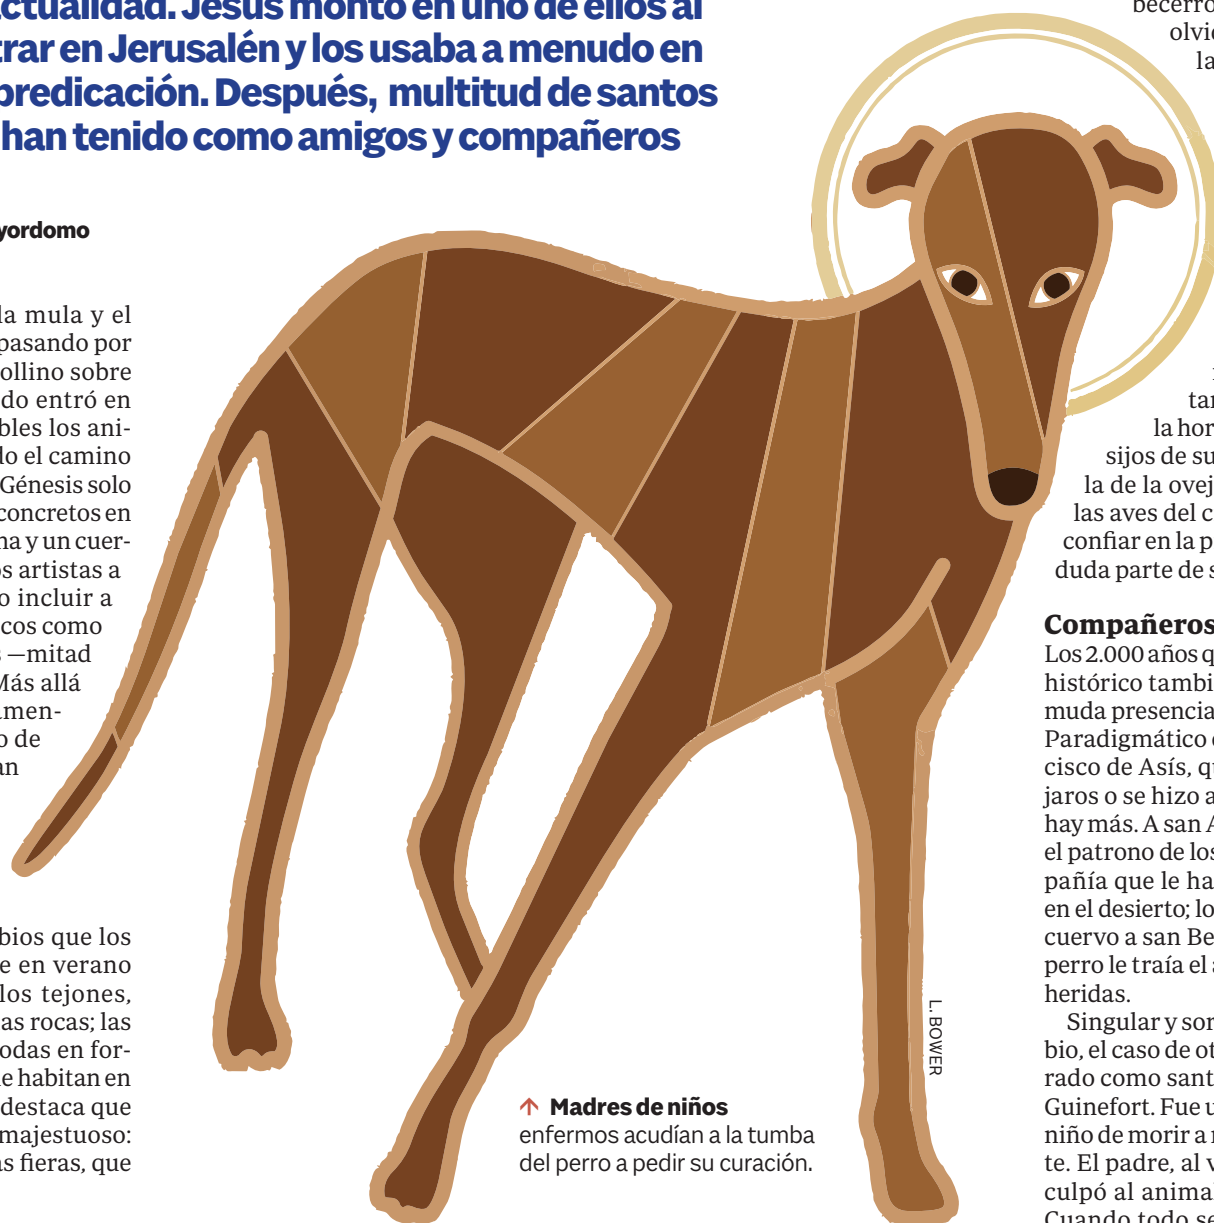 actualidad. Jesús montó en uno de ellos al
trar en Jerusalén y los usaba a menudo en
predicación. Después, multitud de santos
han tenido como amigos y compañeros
yordomo
la mula y el
pasando por
ollino sobre
do entró en
bles los ani-
do el camino
Génesis solo
concretos en
na y un cuer-
os artistas a
o incluir a
cos como
s —mitad
Más allá
amen-
o de
an
bios que los
e en verano
los tejones,
as rocas; las
odas en for-
e habitan en
destaca que
majestuoso:
as fieras, que
↑ Madres de niños
enfermos acudían a la tumba
del perro a pedir su curación.
L. BOWER
becerro
olvid
la
tar
la hor
sijos de su
la de la ovej
las aves del c
confiar en la p
duda parte de s
Compañeros
Los 2.000 años q
histórico tambi
muda presencia
Paradigmático
cisco de Asís, qu
jaros o se hizo a
hay más. A san A
el patrono de los
pañía que le ha
en el desierto; lo
cuervo a san Be
perro le traía el a
heridas.
Singular y sor
bio, el caso de ot
rado como sant
Guinefort. Fue u
niño de morir a m
te. El padre, al v
culpó al anima
Cuando todo se